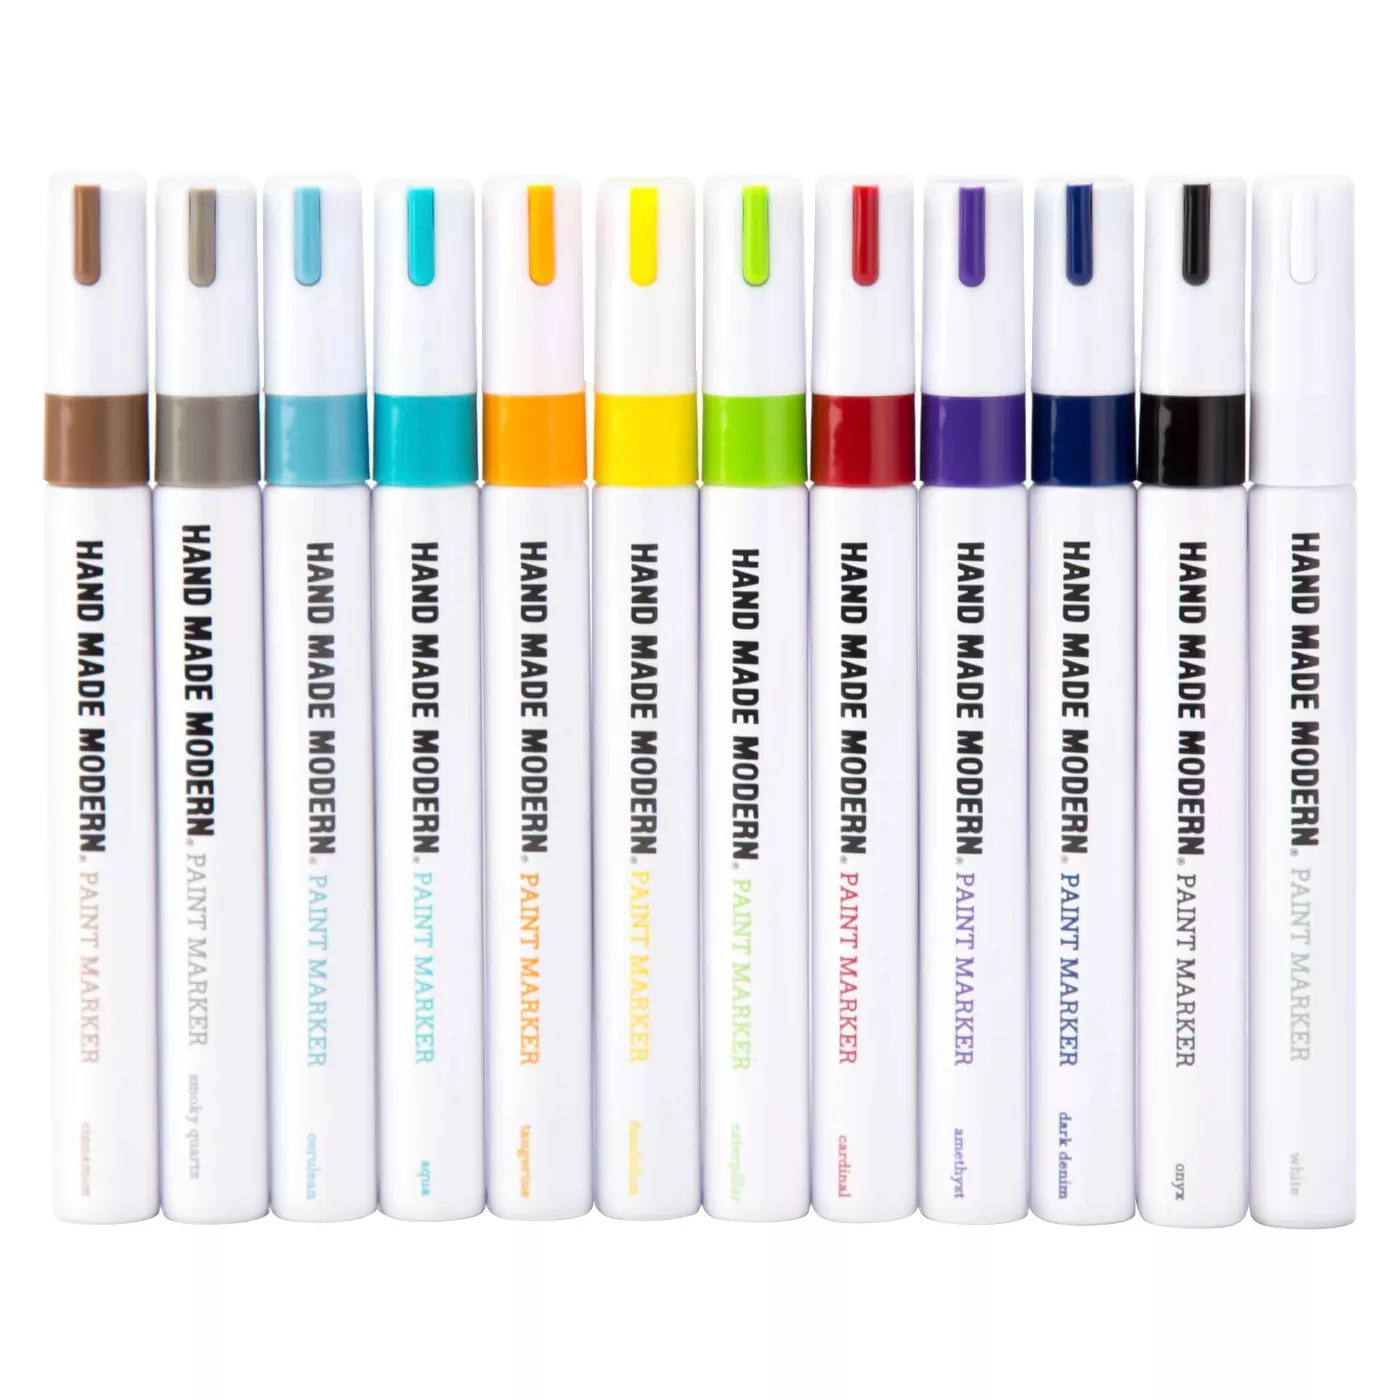 HAND MADE MODERN® PAINT MARKER cinnamon
HAND MADE MODERN® PAINT MARKER smoky quartz
HAND MADE MODERN® PAINT MARKER cerulean
HAND MADE MODERN® PAINT MARKER aqua
HAND MADE MODERN® PAINT MARKER tangerine
HAND MADE MODERN® PAINT MARKER dandelion
HAND MADE MODERN PAINT MARKER caterpillar
HAND MADE MODERN® PAINT MARKER cardinal
HAND MADE MODERN® PAINT MARKER amethyst
HAND MADE MODERN® PAINT MARKER dark denim
HAND MADE MODERN® PAINT MARKER onyx
HAND MADE MODERN® PAINT MARKER white